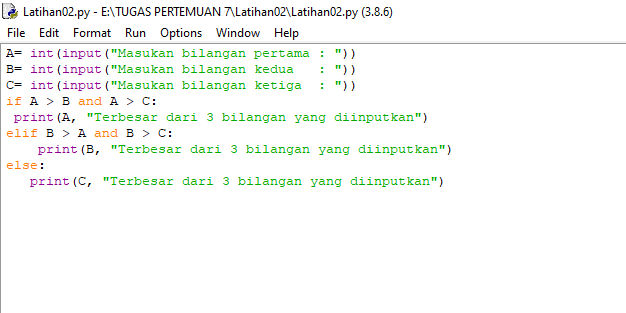 Latihan02.py - E:\TUGAS PERTEMUAN 7\Latihan02\Latihan02.py (3.8.6)
File Edit Format Run Options Window Help
A= int(input("Masukan bilangan pertama : "))
B= int(input("Masukan bilangan kedua   : "))
C= int(input("Masukan bilangan ketiga  : "))
if A > B and A > C:
 print(A, "Terbesar dari 3 bilangan yang diinputkan")
elif B > A and B > C:
    print(B, "Terbesar dari 3 bilangan yang diinputkan")
else:
   print(C, "Terbesar dari 3 bilangan yang diinputkan")